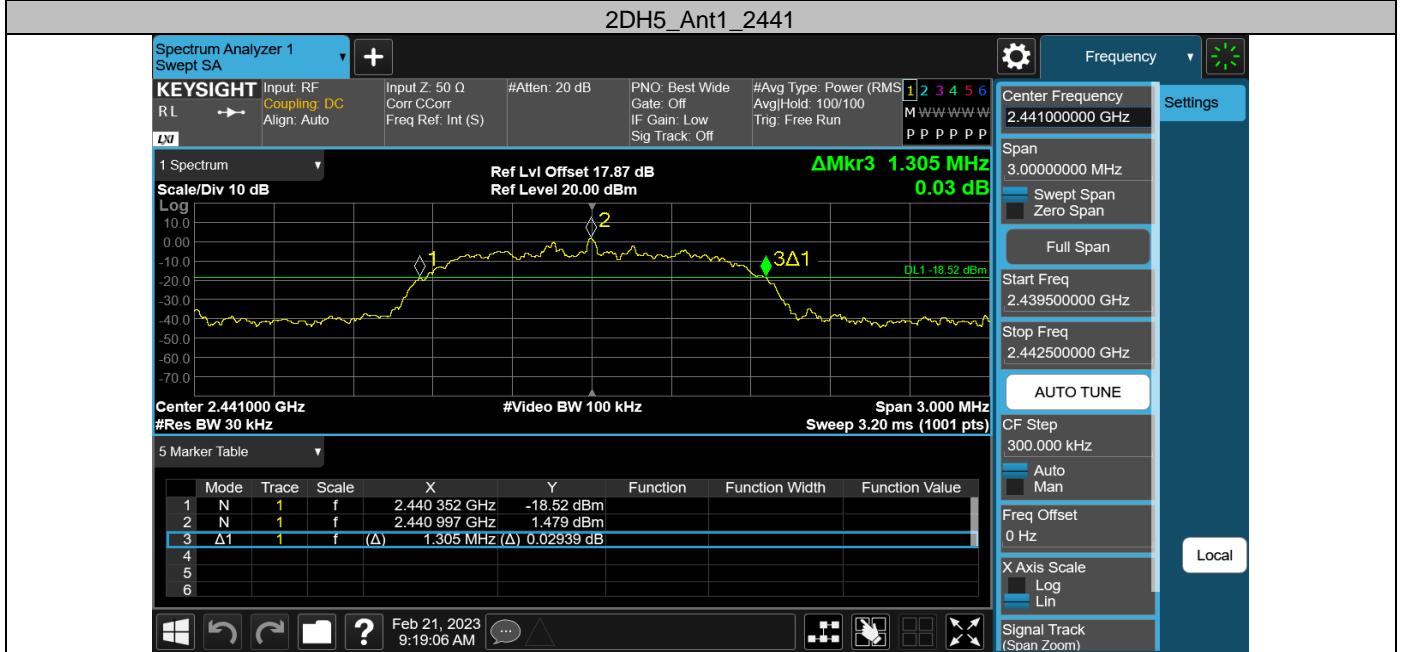 2DH5_Ant1_2441
Spectrum Analyzer 1
Swept SA
+
Frequency
KEYSIGHT
RL
LXI
Input: RF
Coupling: DC
Align: Auto
Input Z: 50 Ω
Corr CCorr
Freq Ref: Int (S)
#Atten: 20 dB
PNO: Best Wide
Gate: Off
IF Gain: Low
Sig Track: Off
#Avg Type: Power (RMS
Avg|Hold: 100/100
Trig: Free Run
1 2 3 4 5 6
M W W W W W
P P P P P P
1 Spectrum
Scale/Div 10 dB
Ref Lvl Offset 17.87 dB
Ref Level 20.00 dBm
ΔMkr3 1.305 MHz
0.03 dB
Log
10.0
0.00
-10.0
-20.0
-30.0
-40.0
-50.0
-60.0
-70.0
1
2
3Δ1
DL1 -18.52 dBm
Center 2.441000 GHz
#Video BW 100 kHz
Span 3.000 MHz
#Res BW 30 kHz
Sweep 3.20 ms (1001 pts)
5 Marker Table
Mode Trace Scale X Y Function Function Width Function Value
1 N 1 f 2.440 352 GHz -18.52 dBm
2 N 1 f 2.440 997 GHz 1.479 dBm
3 Δ1 1 f (Δ) 1.305 MHz (Δ) 0.02939 dB
4
5
6
?
Feb 21, 2023
9:19:06 AM
Center Frequency
2.441000000 GHz
Settings
Span
3.00000000 MHz
Swept Span
Zero Span
Full Span
Start Freq
2.439500000 GHz
Stop Freq
2.442500000 GHz
AUTO TUNE
CF Step
300.000 kHz
Auto
Man
Freq Offset
0 Hz
Local
X Axis Scale
Log
Lin
Signal Track
(Span Zoom)